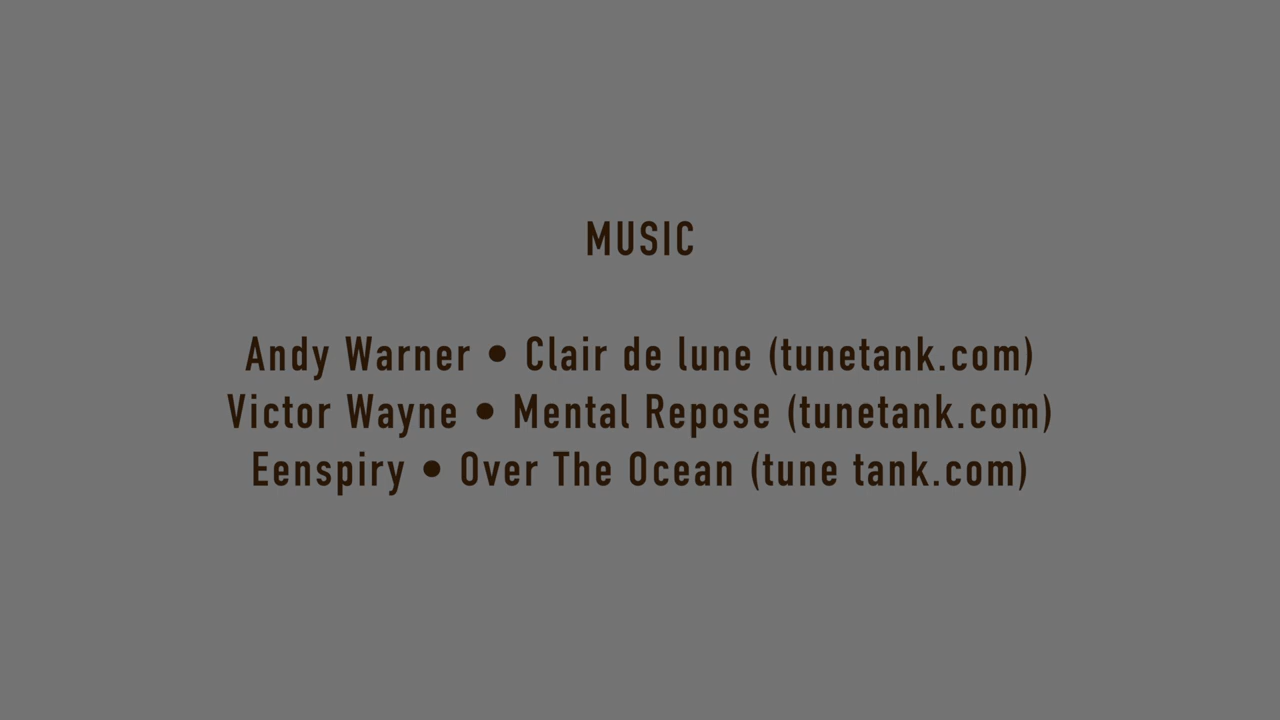 MUSIC
Andy Warner • Clair de lune (tunetank.com)
Victor Wayne • Mental Repose (tunetank.com)
Eenspiry • Over The Ocean (tune tank.com)